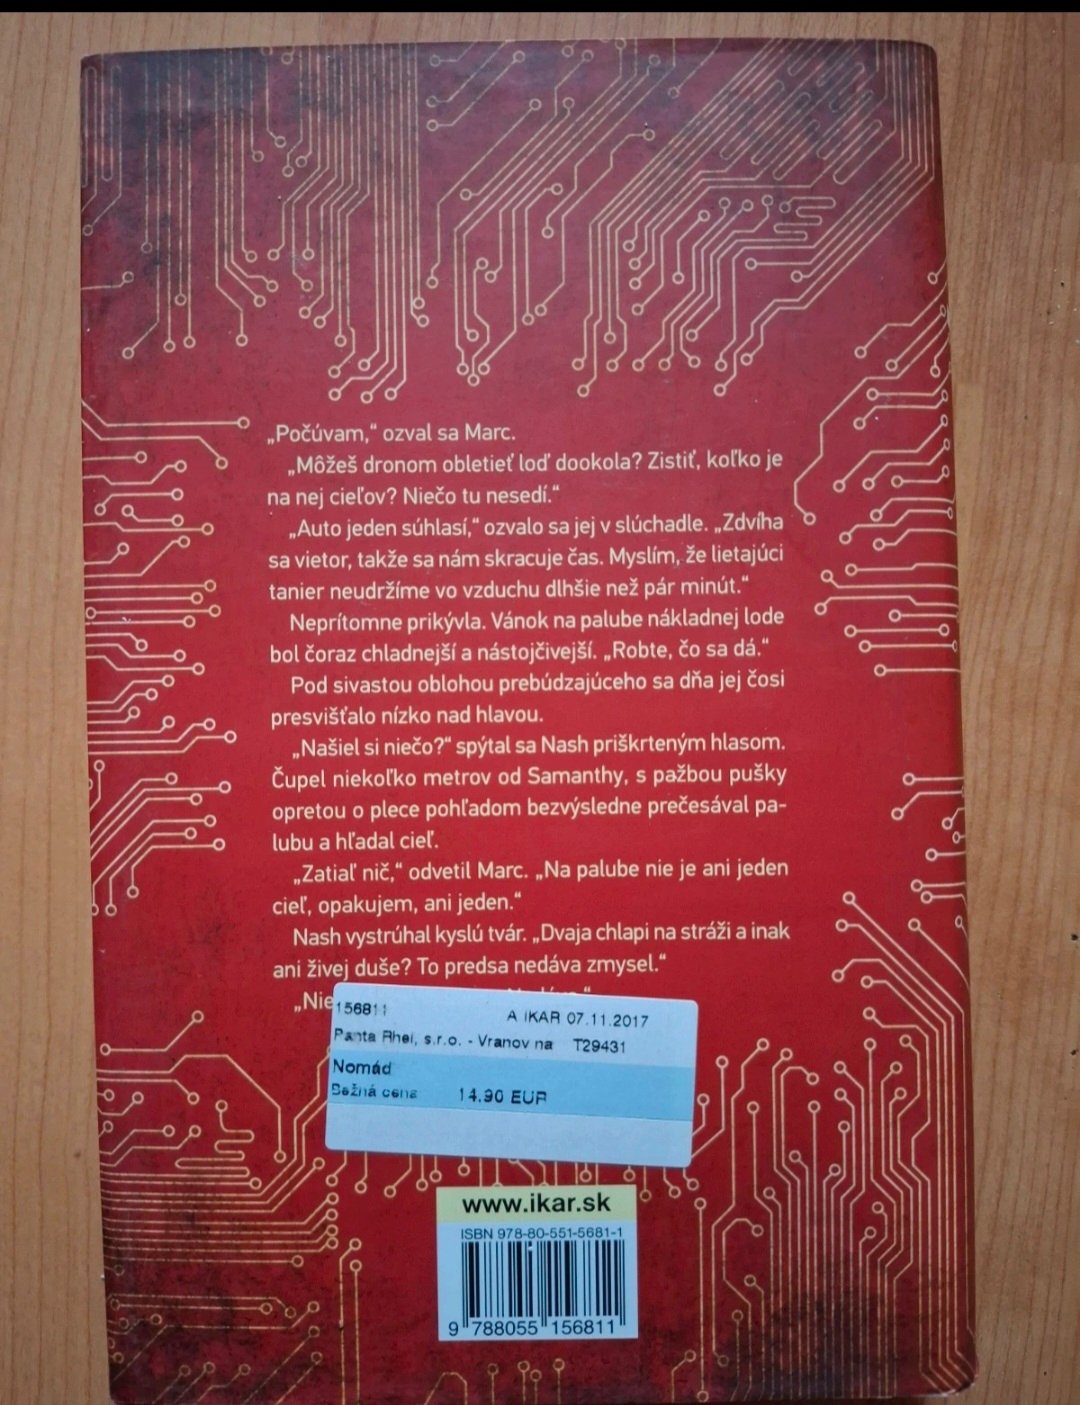 „Počúvam,“ ozval sa Marc.
„Môžeš dronom obletieť loď dookola? Zistiť, koľko je
na nej cieľov? Niečo tu nesedí.“
„Auto jeden súhlasí,“ ozvalo sa jej v slúchadle. „Zdvíha
sa vietor, takže sa nám skracuje čas. Myslím, že lietajúci
tanier neudržíme vo vzduchu dlhšie než pár minút.“
Neprítomne prikývla. Vánok na palube nákladnej lode
bol čoraz chladnejší a nástojčivejší. „Robte, čo sa dá.“
Pod sivastou oblohou prebúdzajúceho sa dňa jej čosi
presvišťalo nízko nad hlavou.
„Našiel si niečo?“ spýtal sa Nash priškrteným hlasom.
Čupel niekoľko metrov od Samanthy, s pažbou pušky
opretou o plece pohľadom bezvýsledne prečesával pa-
lubu a hľadal cieľ.
„Zatiaľ nič,“ odvetil Marc. „Na palube nie je ani jeden
cieľ, opakujem, ani jeden.“
Nash vystrúhal kyslú tvár. „Dvaja chlapi na stráži a inak
ani živej duše? To predsa nedáva zmysel.“
„Nie
156811 A IKAR 07.11.2017
Panta Rhei, s.r.o. - Vranov na T29431
Nomád
Bežná cena 14.90 EUR
www.ikar.sk
ISBN 978-80-551-5681-1
9 788055 156811